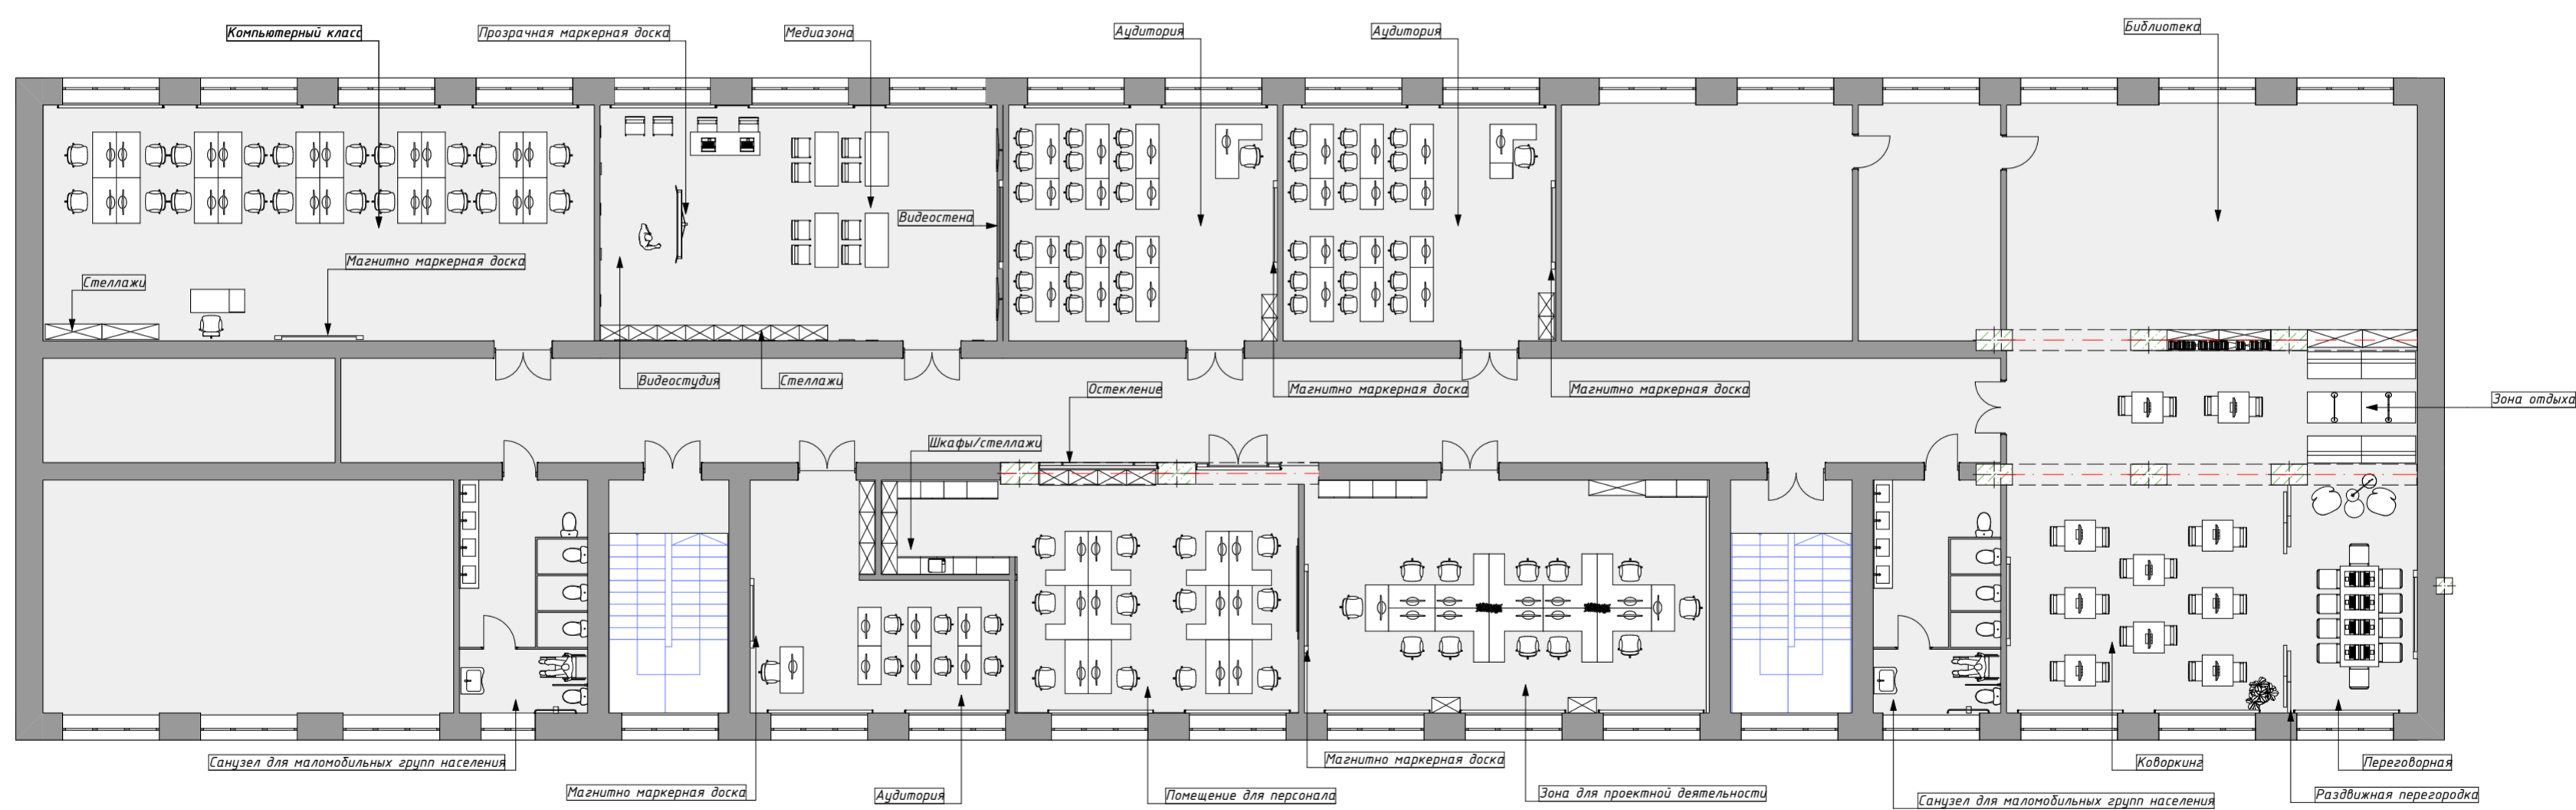 Компьютерный класс
Прозрачная маркерная доска
Медиазона
Аудитория
Аудитория
Библиотека
Видеостена
Магнитно маркерная доска
Стеллажи
Видеостудия
Стеллажи
Остекление
Магнитно маркерная доска
Магнитно маркерная доска
Зона отдыха
Шкафы/стеллажи
Санузел для маломобильных групп населения
Магнитно маркерная доска
Аудитория
Помещение для персонала
Магнитно маркерная доска
Зона для проектной деятельности
Санузел для маломобильных групп населения
Коворкинг
Переговорная
Раздвижная перегородка